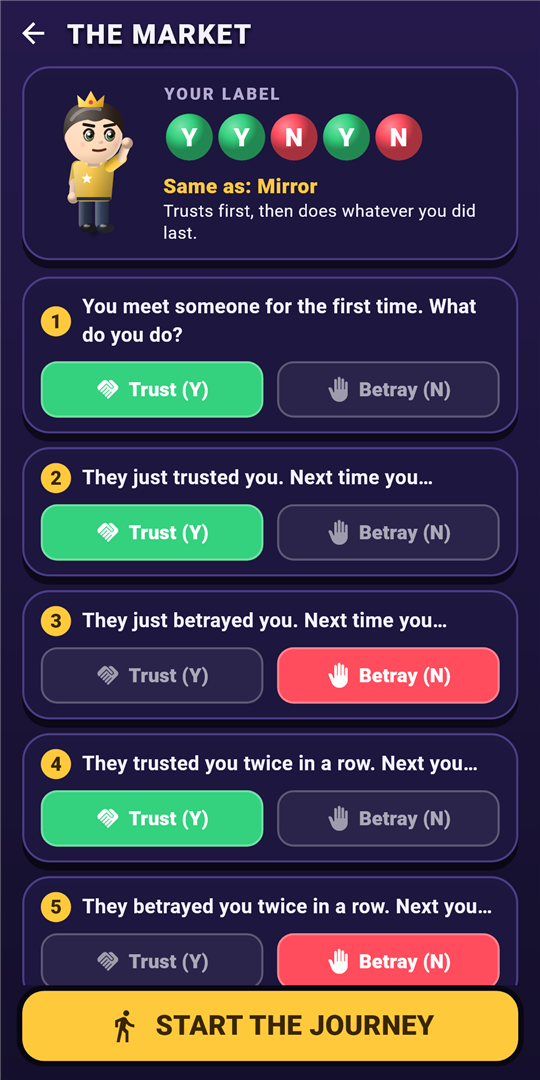 THE MARKET
YOUR LABEL
Y Y N Y N
Same as: Mirror
Trusts first, then does whatever you did
last.
1
You meet someone for the first time. What
do you do?
Trust (Y)
Betray (N)
2
They just trusted you. Next time you...
Trust (Y)
Betray (N)
3
They just betrayed you. Next time you...
Trust (Y)
Betray (N)
4
They trusted you twice in a row. Next you...
Trust (Y)
Betray (N)
5
They betrayed you twice in a row. Next you...
Trust (Y)
Betray (N)
START THE JOURNEY